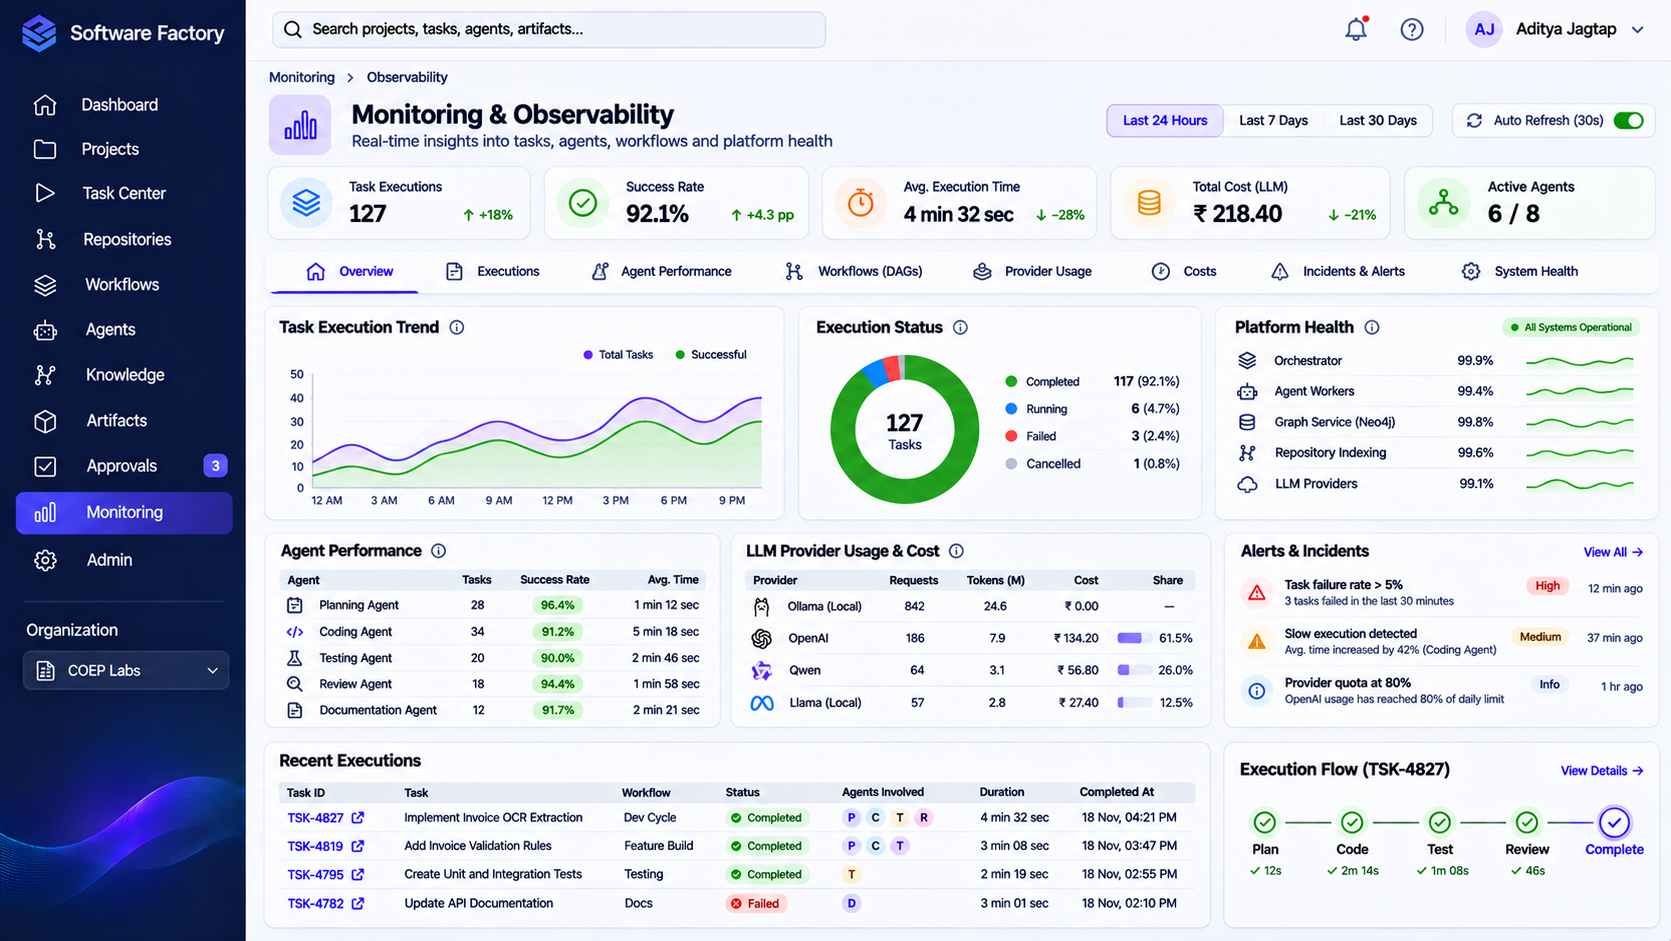 Software Factory
Search projects, tasks, agents, artifacts...
AJ Aditya Jagtap
Dashboard
Projects
Task Center
Repositories
Workflows
Agents
Knowledge
Artifacts
Approvals 3
Monitoring
Admin
Organization
COEP Labs
Monitoring > Observability
Monitoring & Observability
Real-time insights into tasks, agents, workflows and platform health
Last 24 Hours Last 7 Days Last 30 Days Auto Refresh (30s)
Task Executions
127 ↑ +18%
Success Rate
92.1% ↑ +4.3 pp
Avg. Execution Time
4 min 32 sec ↓ −28%
Total Cost (LLM)
₹ 218.40 ↓ −21%
Active Agents
6 / 8
Overview Executions Agent Performance Workflows (DAGs) Provider Usage Costs Incidents & Alerts System Health
Task Execution Trend
Total Tasks Successful
50
40
30
20
10
0
12 AM 3 AM 6 AM 9 AM 12 PM 3 PM 6 PM 9 PM
Execution Status
127
Tasks
Completed 117 (92.1%)
Running 6 (4.7%)
Failed 3 (2.4%)
Cancelled 1 (0.8%)
Platform Health All Systems Operational
Orchestrator 99.9%
Agent Workers 99.4%
Graph Service (Neo4j) 99.8%
Repository Indexing 99.6%
LLM Providers 99.1%
Agent Performance
Agent Tasks Success Rate Avg. Time
Planning Agent 28 96.4% 1 min 12 sec
Coding Agent 34 91.2% 5 min 18 sec
Testing Agent 20 90.0% 2 min 46 sec
Review Agent 18 94.4% 1 min 58 sec
Documentation Agent 12 91.7% 2 min 21 sec
LLM Provider Usage & Cost
Provider Requests Tokens (M) Cost Share
Ollama (Local) 842 24.6 ₹ 0.00 —
OpenAI 186 7.9 ₹ 134.20 61.5%
Qwen 64 3.1 ₹ 56.80 26.0%
Llama (Local) 57 2.8 ₹ 27.40 12.5%
Alerts & Incidents View All →
Task failure rate > 5% High 12 min ago
3 tasks failed in the last 30 minutes
Slow execution detected Medium 37 min ago
Avg. time increased by 42% (Coding Agent)
Provider quota at 80% Info 1 hr ago
OpenAI usage has reached 80% of daily limit
Recent Executions
Task ID Task Workflow Status Agents Involved Duration Completed At
TSK-4827 Implement Invoice OCR Extraction Dev Cycle Completed P C T R 4 min 32 sec 18 Nov, 04:21 PM
TSK-4819 Add Invoice Validation Rules Feature Build Completed P C T 3 min 08 sec 18 Nov, 03:47 PM
TSK-4795 Create Unit and Integration Tests Testing Completed T 2 min 19 sec 18 Nov, 02:55 PM
TSK-4782 Update API Documentation Docs Failed D 3 min 01 sec 18 Nov, 02:10 PM
Execution Flow (TSK-4827) View Details →
Plan Code Test Review Complete
✓ 12s ✓ 2m 14s ✓ 1m 08s ✓ 46s